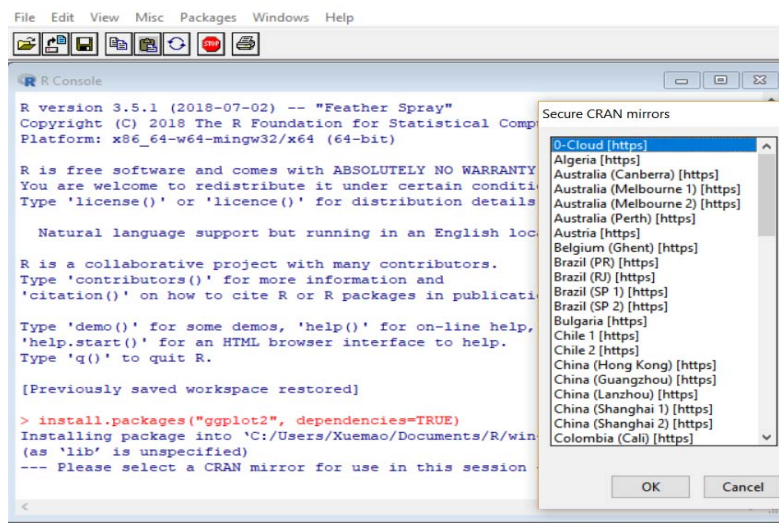 File Edit View Misc Packages Windows Help
STOP
R Console
R version 3.5.1 (2018-07-02) -- "Feather Spray"
Copyright (C) 2018 The R Foundation for Statistical Comp
Platform: x86_64-w64-mingw32/x64 (64-bit)
R is free software and comes with ABSOLUTELY NO WARRANTY
You are welcome to redistribute it under certain conditi
Type 'license()' or 'licence()' for distribution details
Natural language support but running in an English loc
R is a collaborative project with many contributors.
Type 'contributors()' for more information and
'citation()' on how to cite R or R packages in publicati
Type 'demo()' for some demos, 'help()' for on-line help,
'help.start()' for an HTML browser interface to help.
Type 'q()' to quit R.
[Previously saved workspace restored]
> install.packages("ggplot2", dependencies=TRUE)
Installing package into ‘C:/Users/Xuemao/Documents/R/win-
(as ‘lib’ is unspecified)
--- Please select a CRAN mirror for use in this session -
Secure CRAN mirrors
0-Cloud [https]
Algeria [https]
Australia (Canberra) [https]
Australia (Melbourne 1) [https]
Australia (Melbourne 2) [https]
Australia (Perth) [https]
Austria [https]
Belgium (Ghent) [https]
Brazil (PR) [https]
Brazil (RJ) [https]
Brazil (SP 1) [https]
Brazil (SP 2) [https]
Bulgaria [https]
Chile 1 [https]
Chile 2 [https]
China (Hong Kong) [https]
China (Guangzhou) [https]
China (Lanzhou) [https]
China (Shanghai 1) [https]
China (Shanghai 2) [https]
Colombia (Cali) [https]
OK Cancel